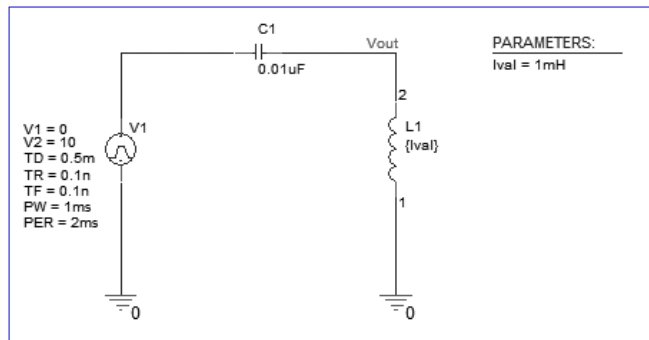 C1
0.01uF
Vout
PARAMETERS:
lval = 1mH
V1 = 0
V2 = 10
TD = 0.5m
TR = 0.1n
TF = 0.1n
PW = 1ms
PER = 2ms
V1
2
L1
{lval}
1
0
0